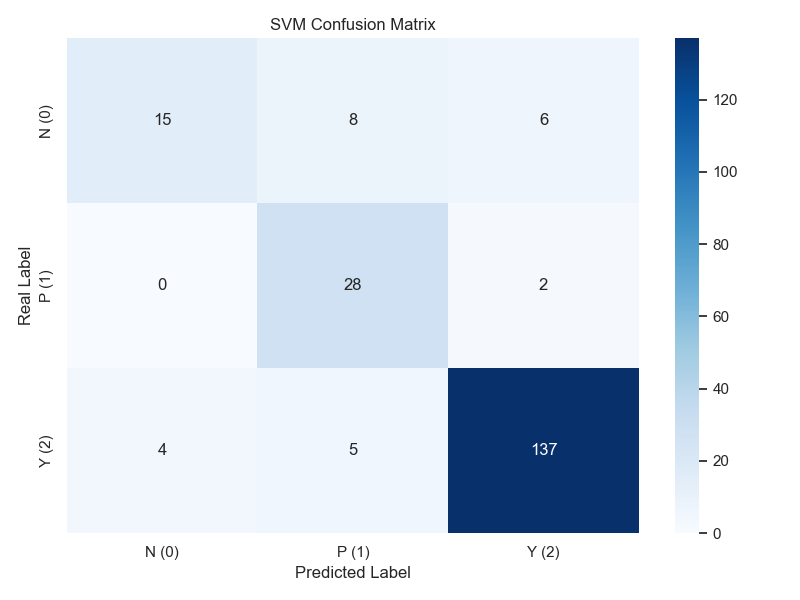 SVM Confusion Matrix
N (0)
15 8 6
P (1)
0 28 2
Y (2)
4 5 137
Real Label
N (0) P (1) Y (2)
Predicted Label
120
100
80
60
40
20
0